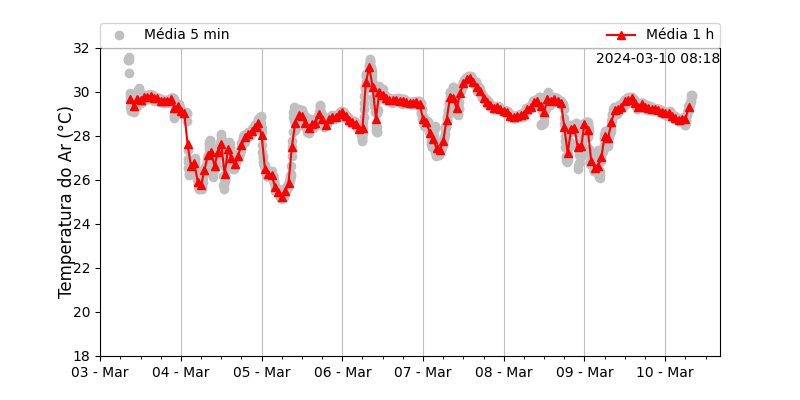 Média 5 min
Média 1 h
2024-03-10 08:18
Temperatura do Ar (°C)
32
30
28
26
24
22
20
18
03 - Mar
04 - Mar
05 - Mar
06 - Mar
07 - Mar
08 - Mar
09 - Mar
10 - Mar